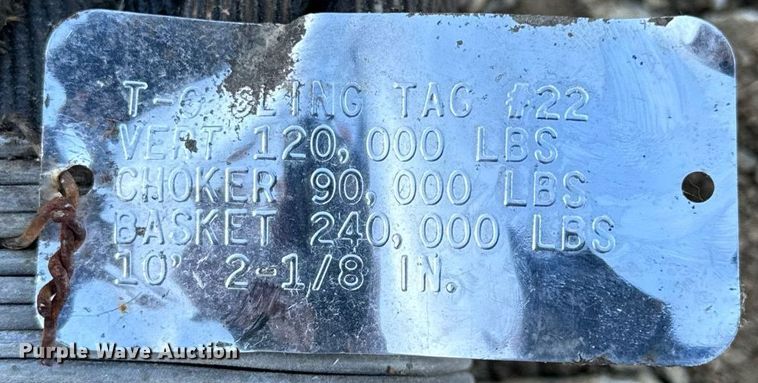 T-C SLING TAG #22
VERT 120,000 LBS
CHOKER 90,000 LBS
BASKET 240,000 LBS
10' 2-1/8 IN.
Purple Wave Auction